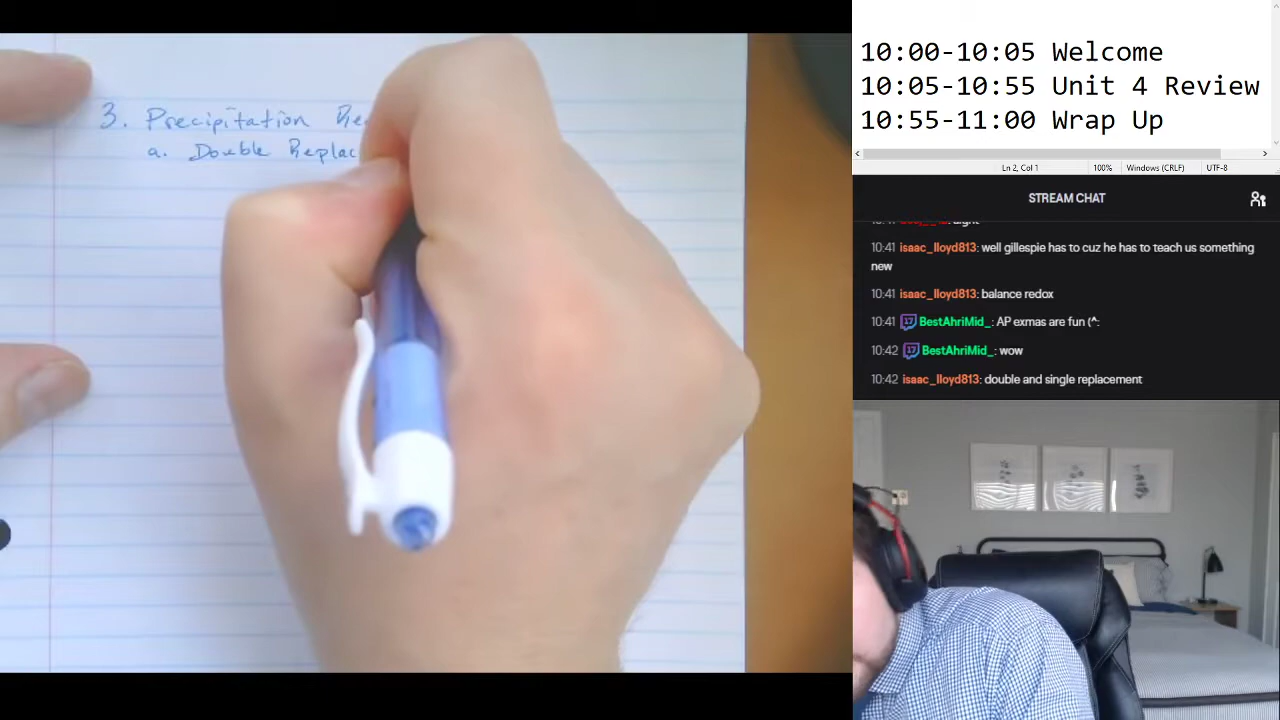 3. Precipitation
a. Double Replac
10:00-10:05 Welcome
10:05-10:55 Unit 4 Review
10:55-11:00 Wrap Up
Ln 2, Col 1 100% Windows (CRLF) UTF-8
STREAM CHAT
10:41 isaac_lloyd813: well gillespie has to cuz he has to teach us something
new
10:41 isaac_lloyd813: balance redox
10:41 17 BestAhriMid_: AP exmas are fun (^:
10:42 17 BestAhriMid_: wow
10:42 isaac_lloyd813: double and single replacement